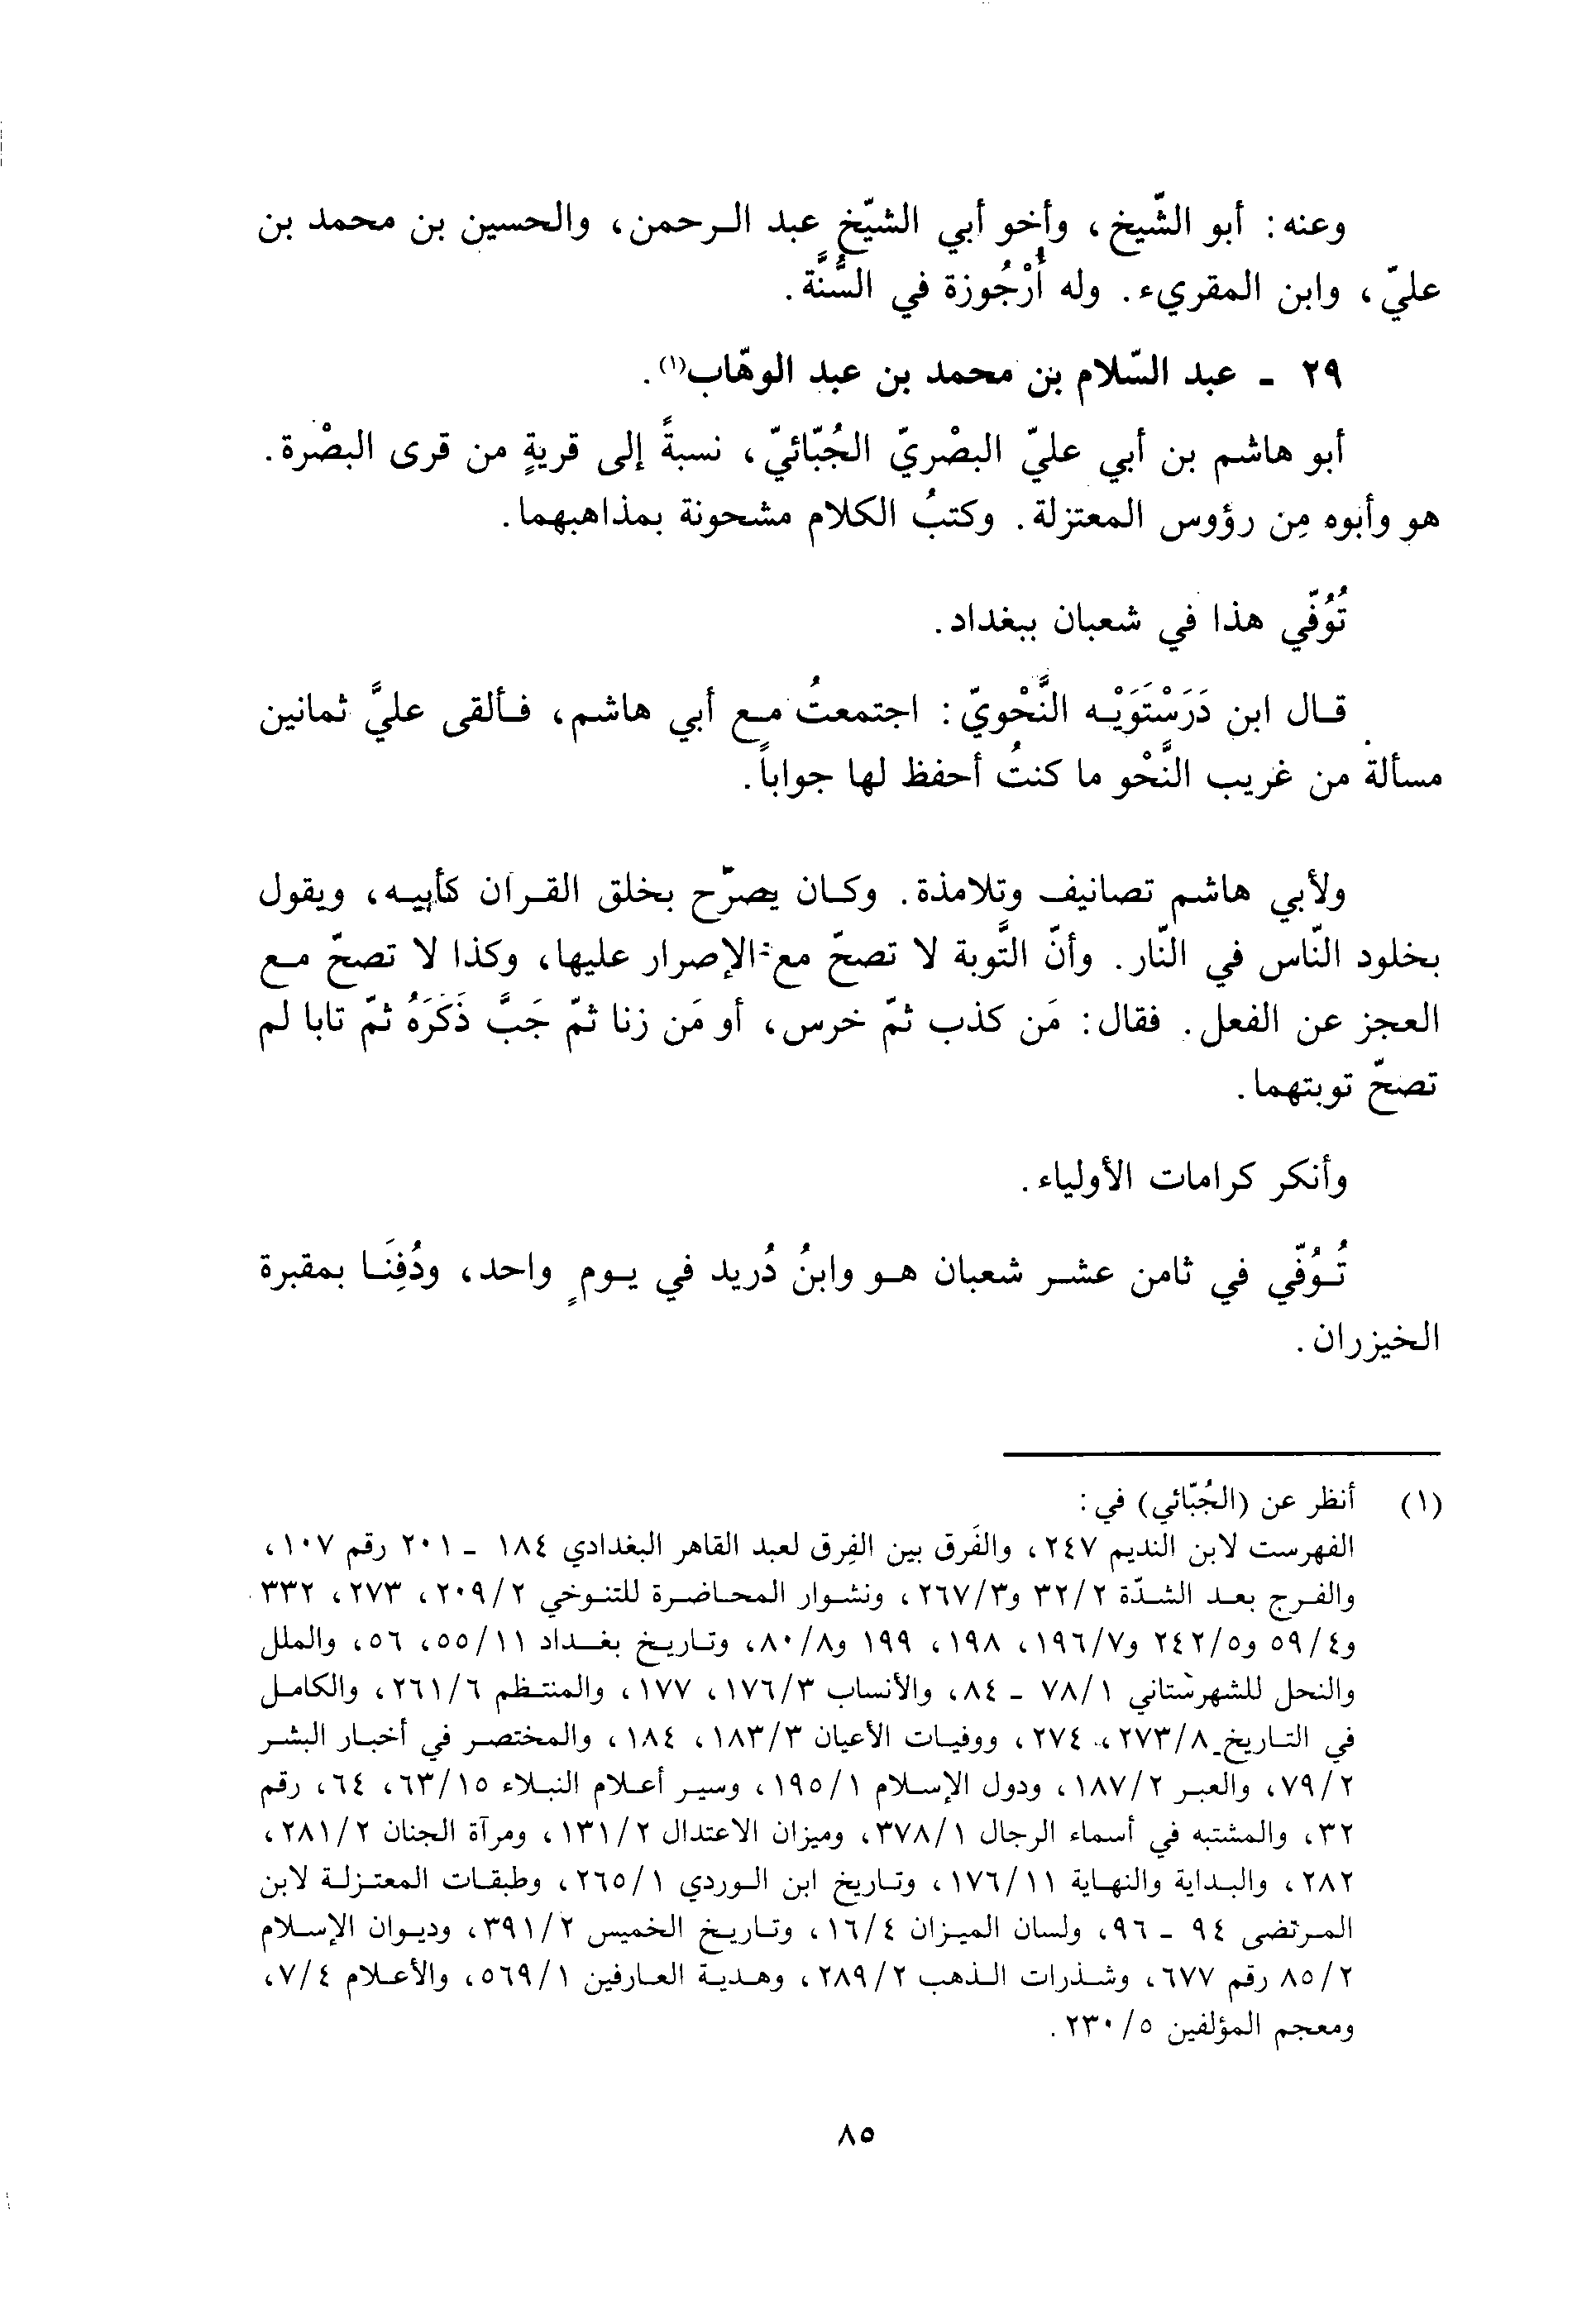 وعنه: أبو الشّيخ، وأخو أبي الشيّخ عبد الرحمن، والحسين بن محمد بن
عليّ، وابن المقريء. وله أُرْجُوزة في السُّنَّة.
٢٩ - عبد السّلام بن محمد بن عبد الوهّاب(١).
أبو هاشم بن أبي عليّ البصْريّ الجُبّائيّ، نسبةً إلى قريةٍ من قرى البصْرة.
هو وأبوه مِن رؤوس المعتزلة. وكتبُ الكلام مشحونة بمذاهبهما.
تُوُفّي هذا في شعبان ببغداد.
قال ابن دَرَسْتَوَيْه النَّحْويّ: اجتمعتُ مع أبي هاشم، فألقى عليَّ ثمانين
مسألة من غريب النَّحْو ما كنتُ أحفظ لها جواباً.
ولأبي هاشم تصانيف وتلامذة. وكان يصرّح بخلق القرآن كأبيه، ويقول
بخلود النّاس في النّار. وأنّ التَّوبة لا تصحّ مع الإصرار عليها، وكذا لا تصحّ مع
العجز عن الفعل. فقال: مَن كذب ثمّ خرس، أو مَن زنا ثمّ جَبَّ ذَكَرَهُ ثمّ تابا لم
تصحّ توبتهما.
وأنكر كرامات الأولياء.
تُوُفّي في ثامن عشر شعبان هو وابنُ دُريد في يومٍ واحد، ودُفِنَا بمقبرة
الخيزران.
(١) أنظر عن (الجُبّائي) في:
الفهرست لابن النديم ٢٤٧، والفَرق بين الفِرق لعبد القاهر البغدادي ١٨٤ - ٢٠١ رقم ١٠٧،
والفرج بعد الشدّة ٣٢/٢ و٢٦٧/٣، ونشوار المحاضرة للتنوخي ٢٠٩/٢، ٢٧٣، ٣٣٢
و٥٩/٤ و٢٤٢/٥ و١٩٦/٧، ١٩٨، ١٩٩ و٨٠/٨، وتاريخ بغداد ٥٥/١١، ٥٦، والملل
والنحل للشهرستاني ٧٨/١ - ٨٤، والأنساب ١٧٦/٣، ١٧٧، والمنتظم ٢٦١/٦، والكامل
في التاريخ ٢٧٣/٨، ٢٧٤، ووفيات الأعيان ١٨٣/٣، ١٨٤، والمختصر في أخبار البشر
٧٩/٢، والعبر ١٨٧/٢، ودول الإسلام ١٩٥/١، وسير أعلام النبلاء ٦٣/١٥، ٦٤، رقم
٣٢، والمشتبه في أسماء الرجال ٣٧٨/١، وميزان الاعتدال ١٣١/٢، ومرآة الجنان ٢٨١/٢،
٢٨٢، والبداية والنهاية ١٧٦/١١، وتاريخ ابن الوردي ٢٦٥/١، وطبقات المعتزلة لابن
المرتضى ٩٤ - ٩٦، ولسان الميزان ١٦/٤، وتاريخ الخميس ٣٩١/٢، وديوان الإسلام
٨٥/٢ رقم ٦٧٧، وشذرات الذهب ٢٨٩/٢، وهدية العارفين ٥٦٩/١، والأعلام ٧/٤،
ومعجم المؤلفين ٢٣٠/٥.
٨٥